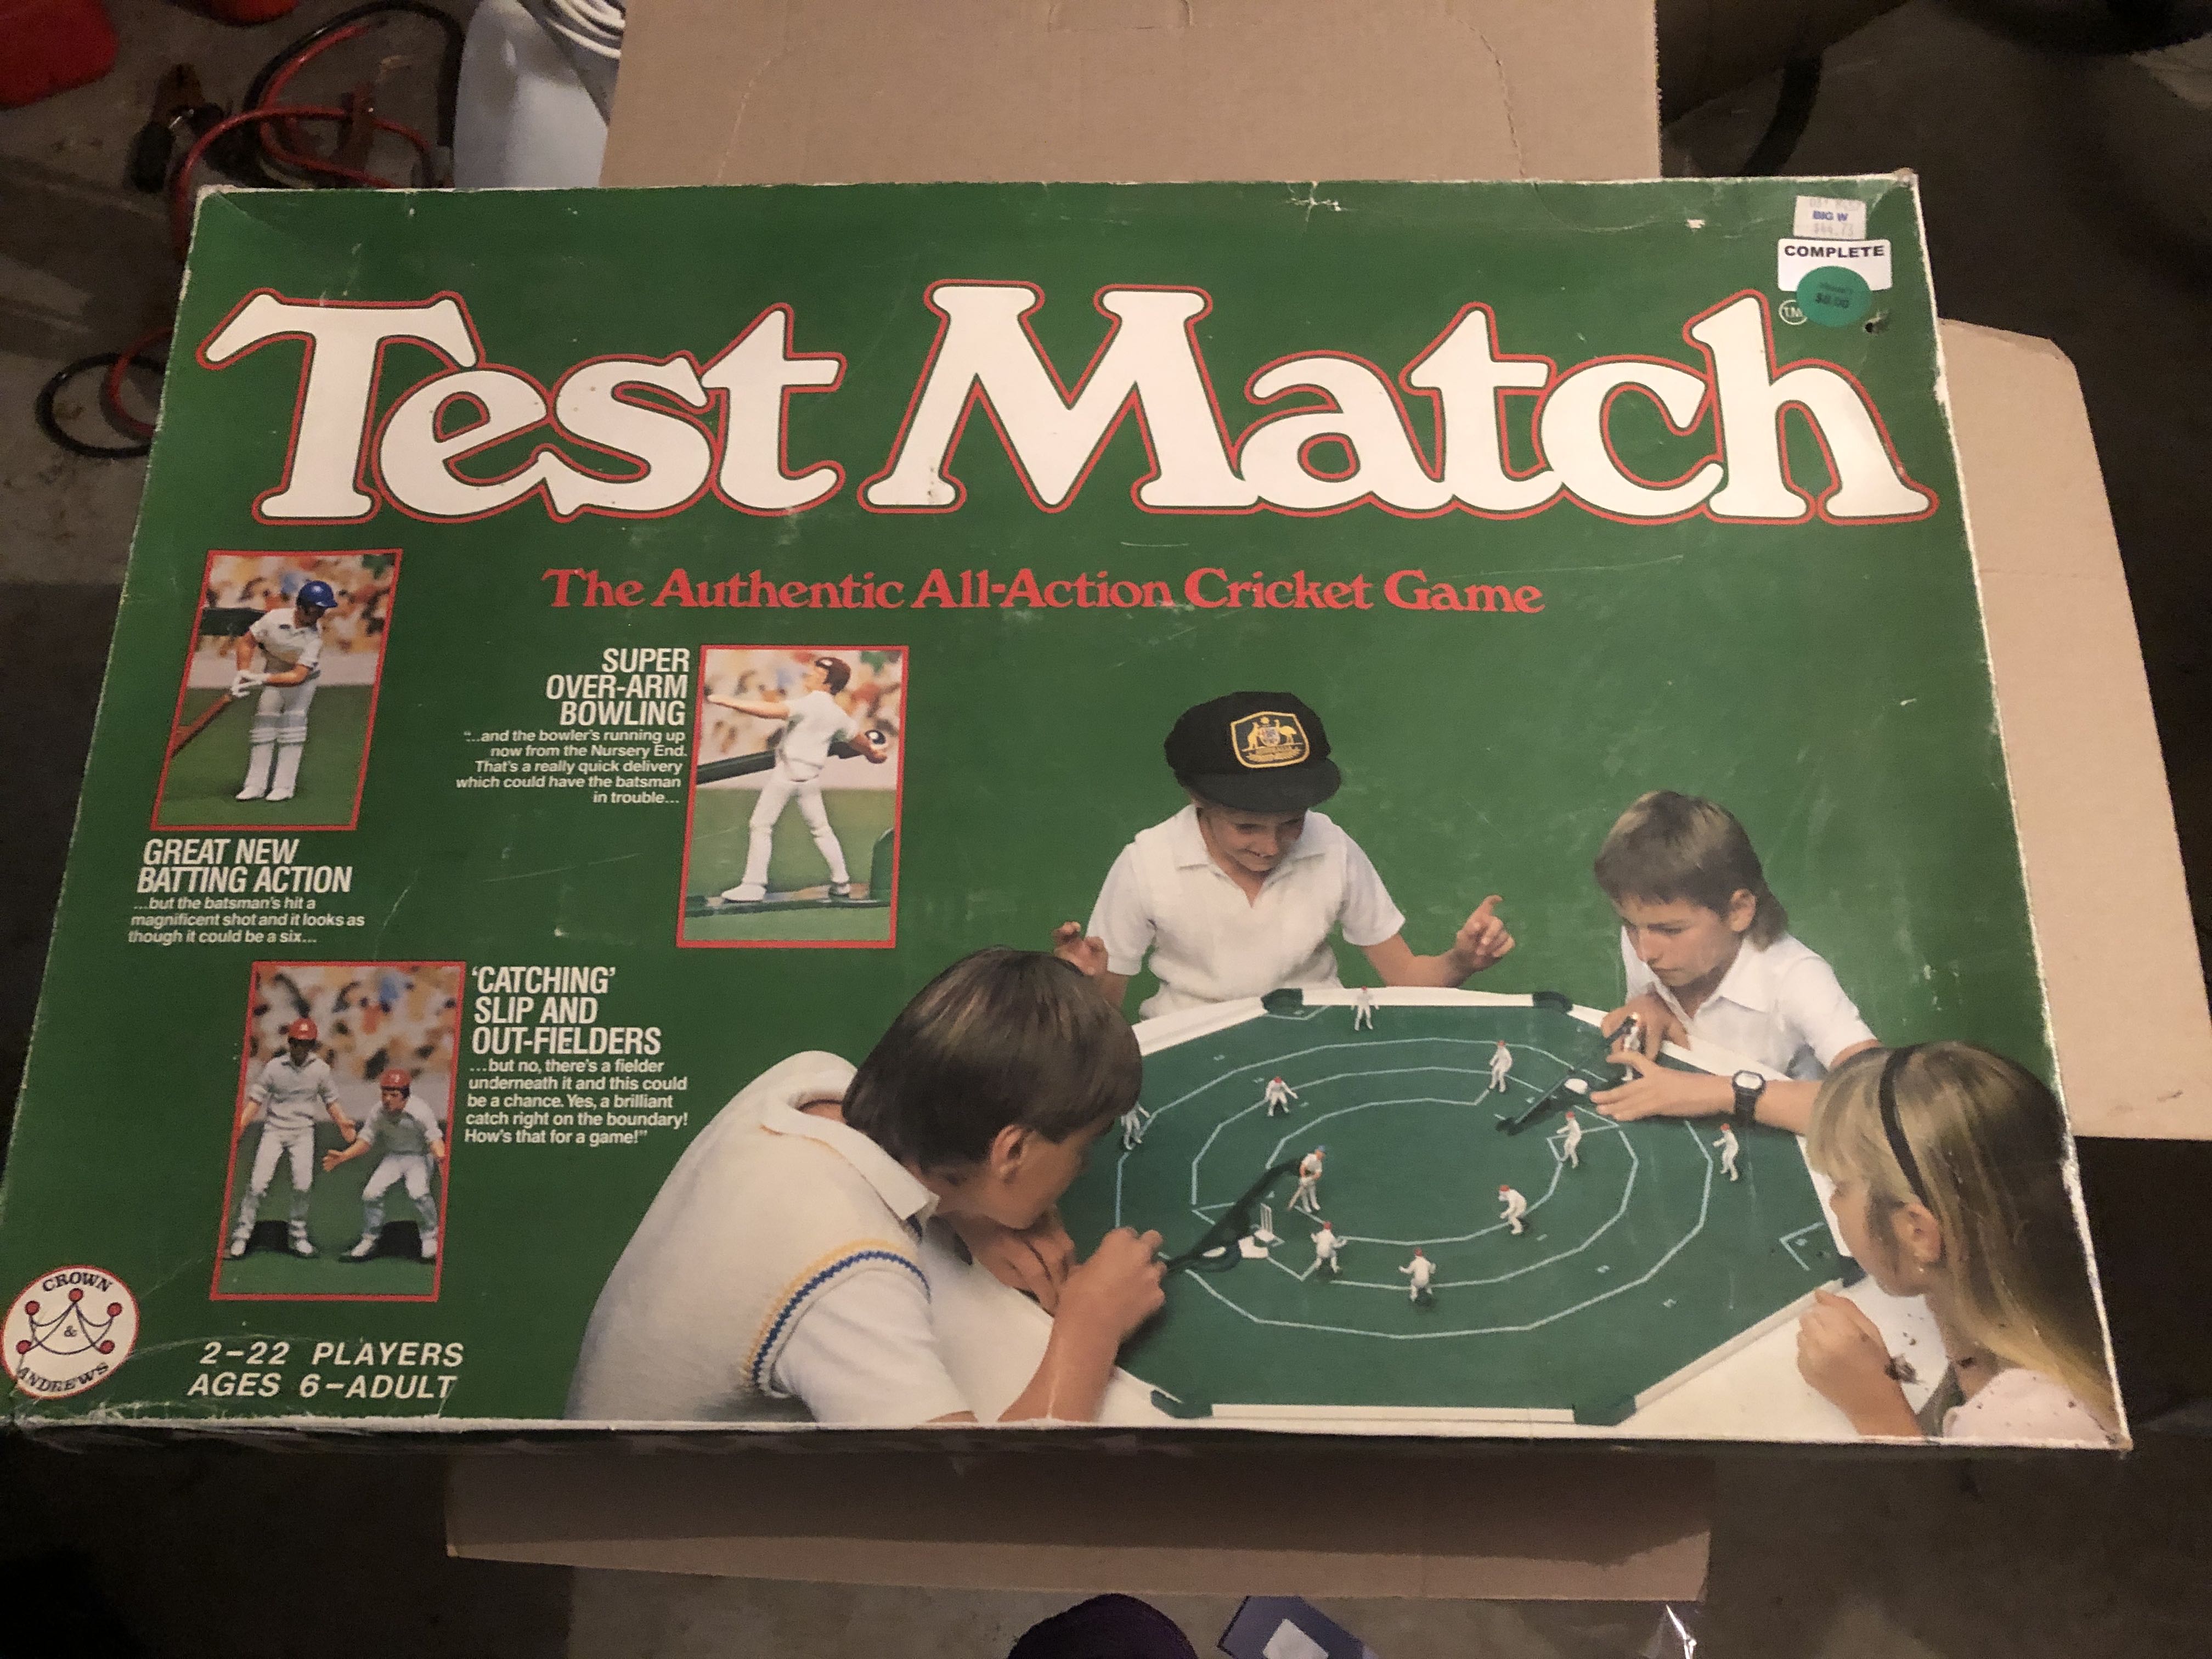 BIG W
$44.73
COMPLETE
$8.00
Test Match
TM
The Authentic All-Action Cricket Game
SUPER
OVER-ARM
BOWLING
"...and the bowler's running up
now from the Nursery End.
That's a really quick delivery
which could have the batsman
in trouble...
GREAT NEW
BATTING ACTION
...but the batsman's hit a
magnificent shot and it looks as
though it could be a six...
'CATCHING'
SLIP AND
OUT-FIELDERS
...but no, there's a fielder
underneath it and this could
be a chance. Yes, a brilliant
catch right on the boundary!
How's that for a game!"
CROWN
&
ANDREWS
2-22 PLAYERS
AGES 6-ADULT